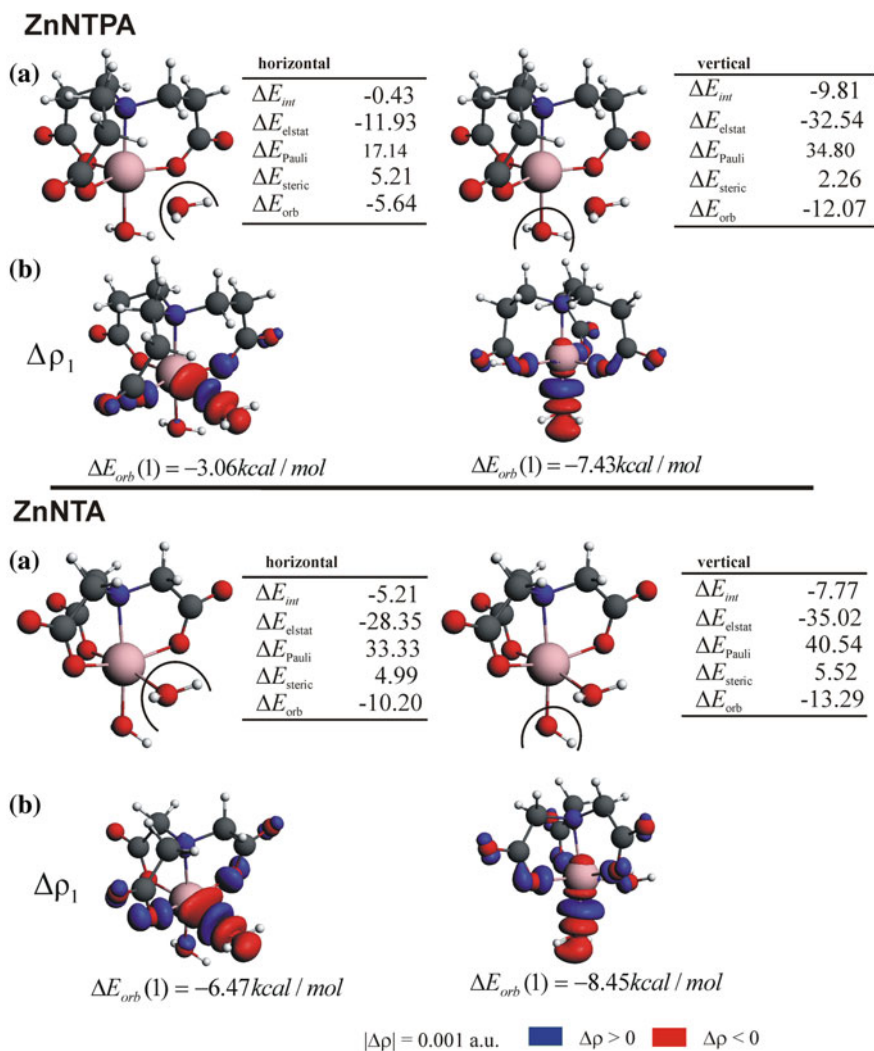 ZnNTPA
(a)
horizontal
ΔE_int -0.43
ΔE_elstat -11.93
ΔE_Pauli 17.14
ΔE_steric 5.21
ΔE_orb -5.64
vertical
ΔE_int -9.81
ΔE_elstat -32.54
ΔE_Pauli 34.80
ΔE_steric 2.26
ΔE_orb -12.07
(b)
Δρ₁
ΔE_orb(1) = −3.06kcal / mol
ΔE_orb(1) = −7.43kcal / mol
ZnNTA
(a)
horizontal
ΔE_int -5.21
ΔE_elstat -28.35
ΔE_Pauli 33.33
ΔE_steric 4.99
ΔE_orb -10.20
vertical
ΔE_int -7.77
ΔE_elstat -35.02
ΔE_Pauli 40.54
ΔE_steric 5.52
ΔE_orb -13.29
(b)
Δρ₁
ΔE_orb(1) = −6.47kcal / mol
ΔE_orb(1) = −8.45kcal / mol
|Δρ| = 0.001 a.u. Δρ > 0 Δρ < 0